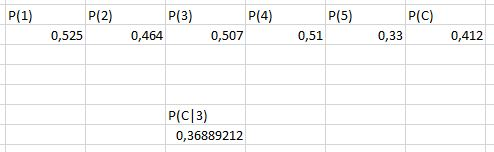 P(1) P(2) P(3) P(4) P(5) P(C)
0,525 0,464 0,507 0,51 0,33 0,412
P(C|3)
0,36889212